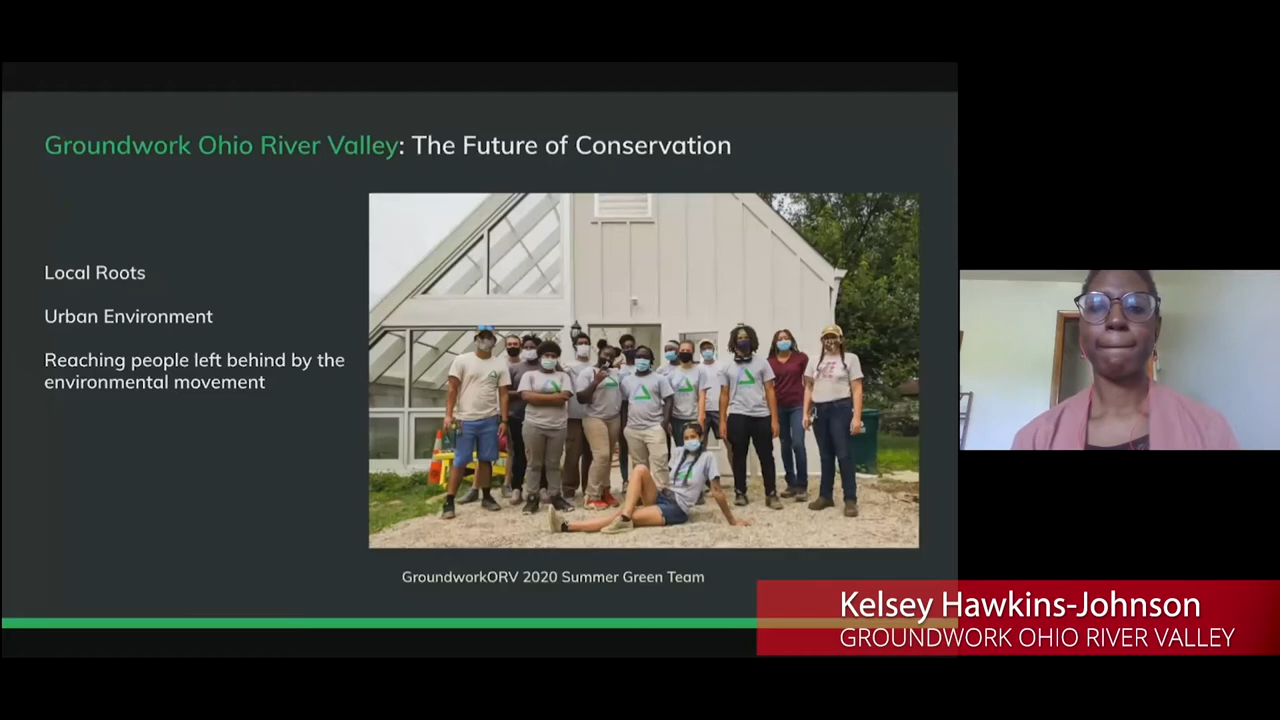 Groundwork Ohio River Valley: The Future of Conservation
Local Roots
Urban Environment
Reaching people left behind by the
environmental movement
GroundworkORV 2020 Summer Green Team
Kelsey Hawkins-Johnson
GROUNDWORK OHIO RIVER VALLEY